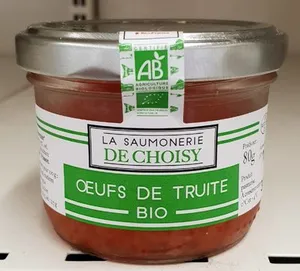 AB
AGRICULTURE
BIOLOGIQUE
LA SAUMONERIE
DE CHOISY
ŒUFS DE TRUITE
BIO
80g